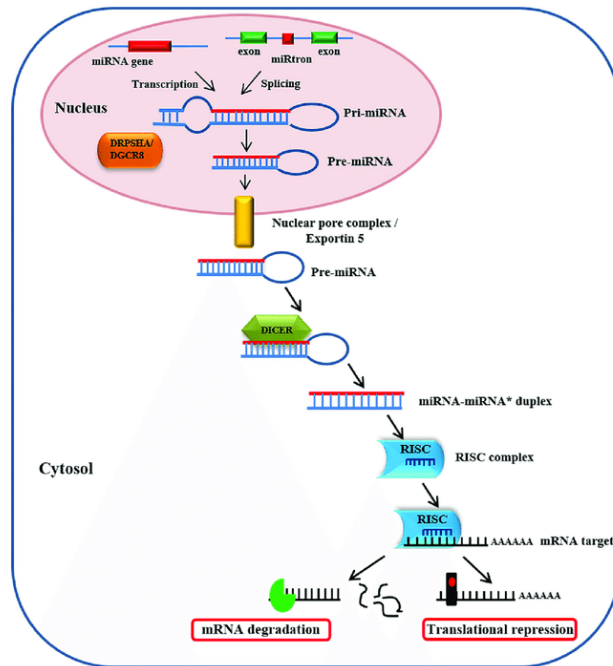 miRNA gene
exon
miRtron
exon
Transcription
Splicing
Nucleus
Pri-miRNA
DRPSHA/
DGCR8
Pre-miRNA
Nuclear pore complex /
Exportin 5
Pre-miRNA
DICER
miRNA-miRNA* duplex
RISC
RISC complex
Cytosol
RISC
AAAAAA mRNA target
AAAAAA
mRNA degradation
Translational repression